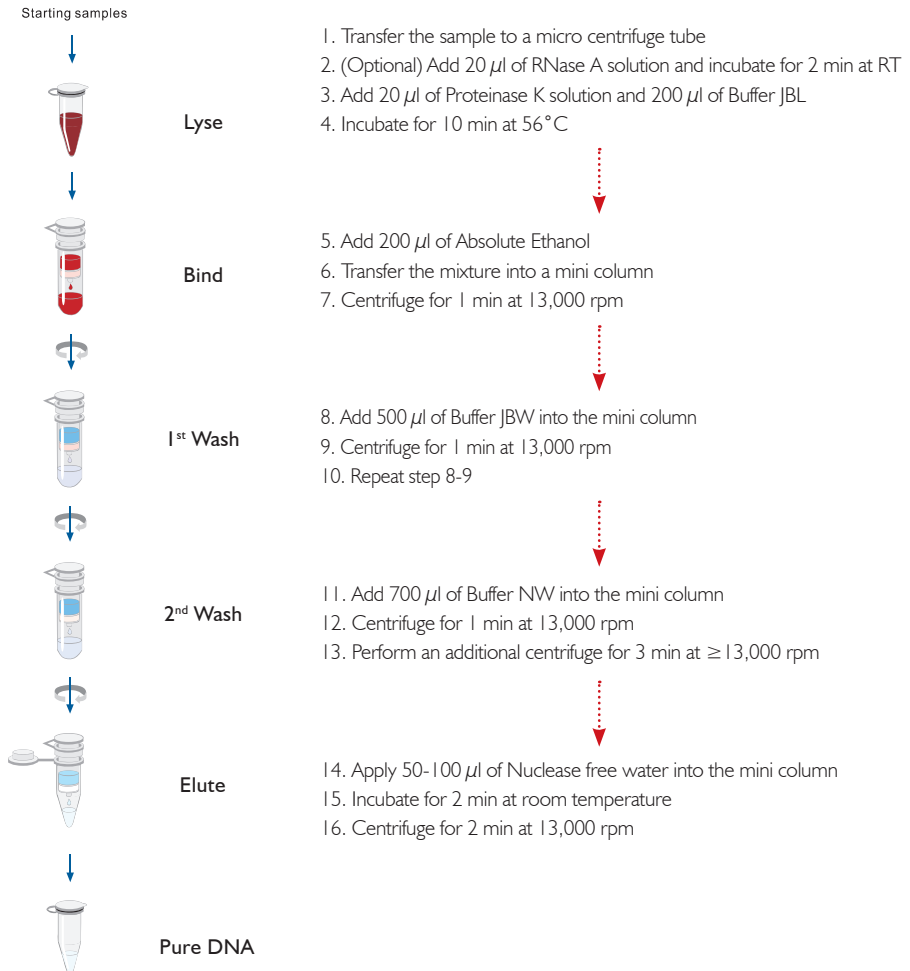 Starting samples
Lyse
1. Transfer the sample to a micro centrifuge tube
2. (Optional) Add 20 μl of RNase A solution and incubate for 2 min at RT
3. Add 20 μl of Proteinase K solution and 200 μl of Buffer JBL
4. Incubate for 10 min at 56°C
Bind
5. Add 200 μl of Absolute Ethanol
6. Transfer the mixture into a mini column
7. Centrifuge for 1 min at 13,000 rpm
1st Wash
8. Add 500 μl of Buffer JBW into the mini column
9. Centrifuge for 1 min at 13,000 rpm
10. Repeat step 8-9
2nd Wash
11. Add 700 μl of Buffer NW into the mini column
12. Centrifuge for 1 min at 13,000 rpm
13. Perform an additional centrifuge for 3 min at ≥13,000 rpm
Elute
14. Apply 50-100 μl of Nuclease free water into the mini column
15. Incubate for 2 min at room temperature
16. Centrifuge for 2 min at 13,000 rpm
Pure DNA